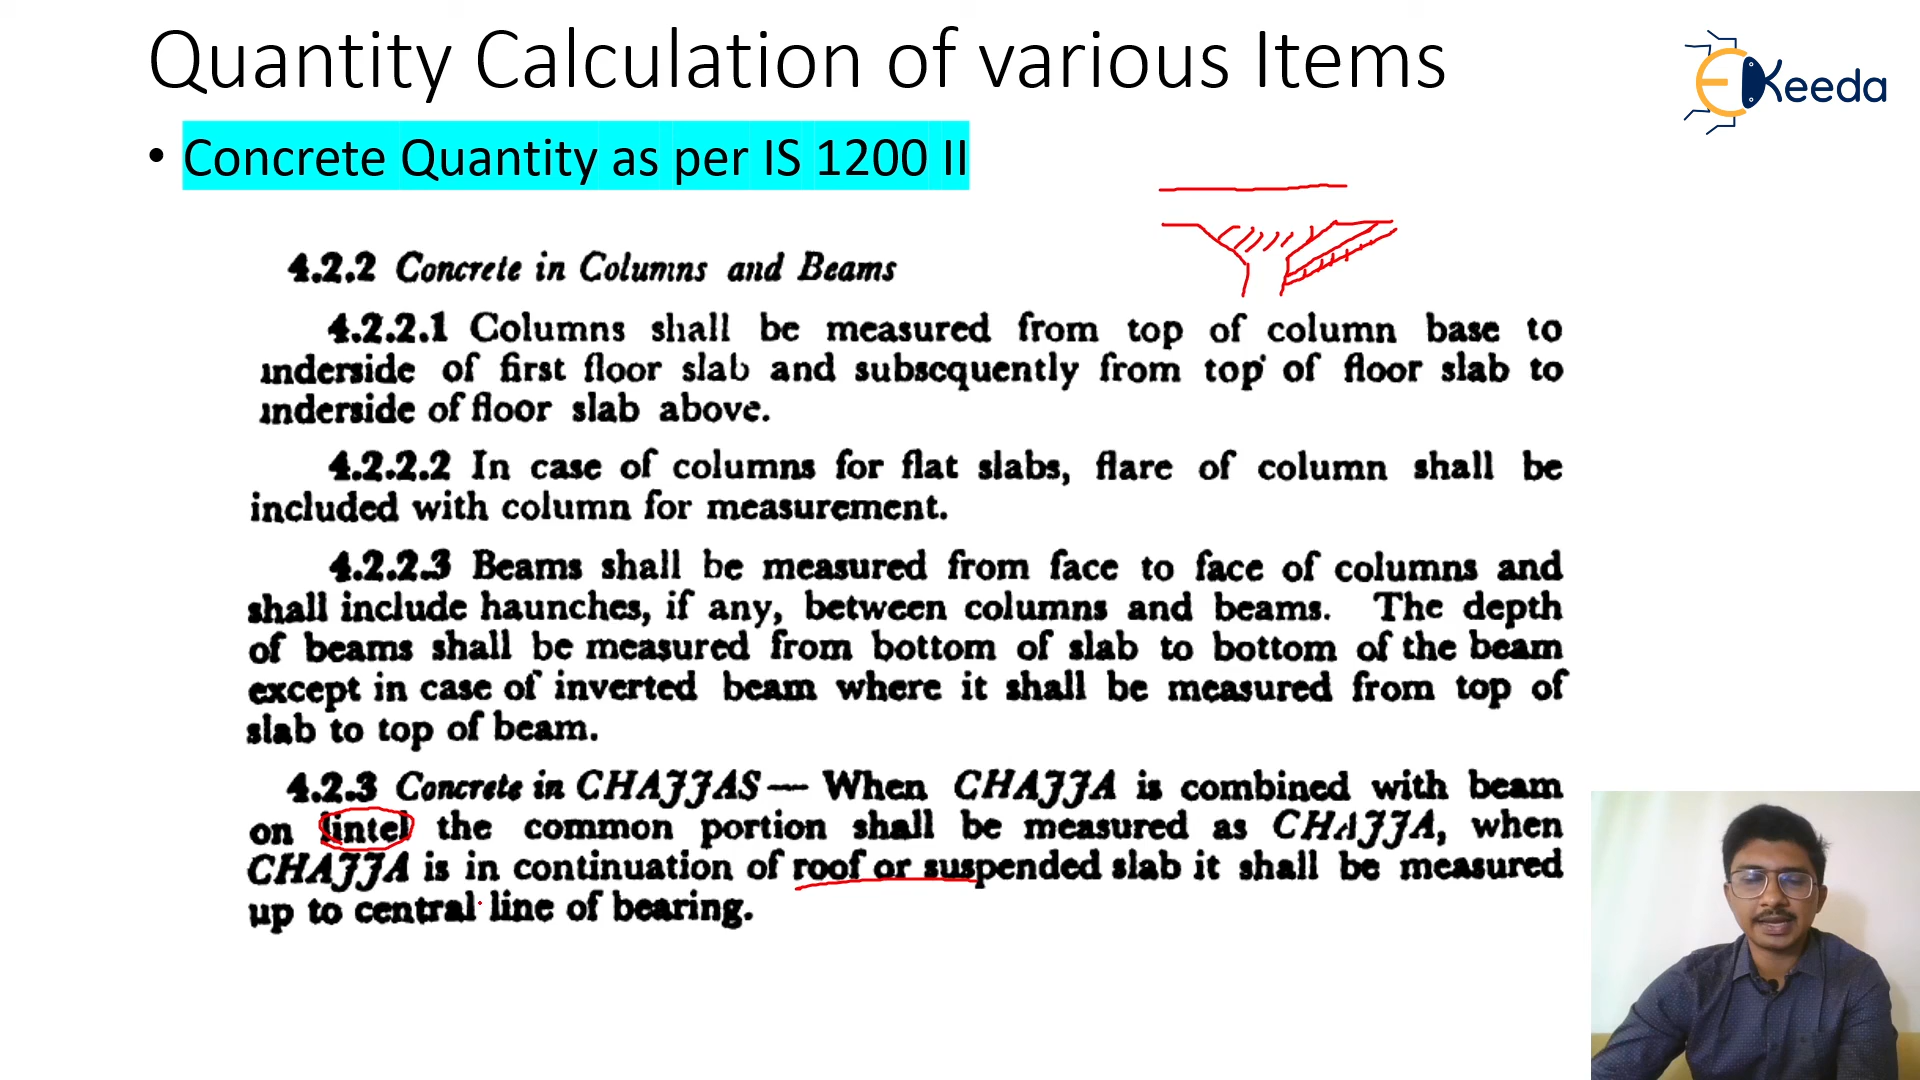 Quantity Calculation of various Items
EKeeda
• Concrete Quantity as per IS 1200 II
4.2.2 Concrete in Columns and Beams
4.2.2.1 Columns shall be measured from top of column base to
underside of first floor slab and subsequently from top of floor slab to
underside of floor slab above.
4.2.2.2 In case of columns for flat slabs, flare of column shall be
included with column for measurement.
4.2.2.3 Beams shall be measured from face to face of columns and
shall include haunches, if any, between columns and beams. The depth
of beams shall be measured from bottom of slab to bottom of the beam
except in case of inverted beam where it shall be measured from top of
slab to top of beam.
4.2.3 Concrete in CHAJJAS — When CHAJJA is combined with beam
on lintel the common portion shall be measured as CHAJJA, when
CHAJJA is in continuation of roof or suspended slab it shall be measured
up to central line of bearing.